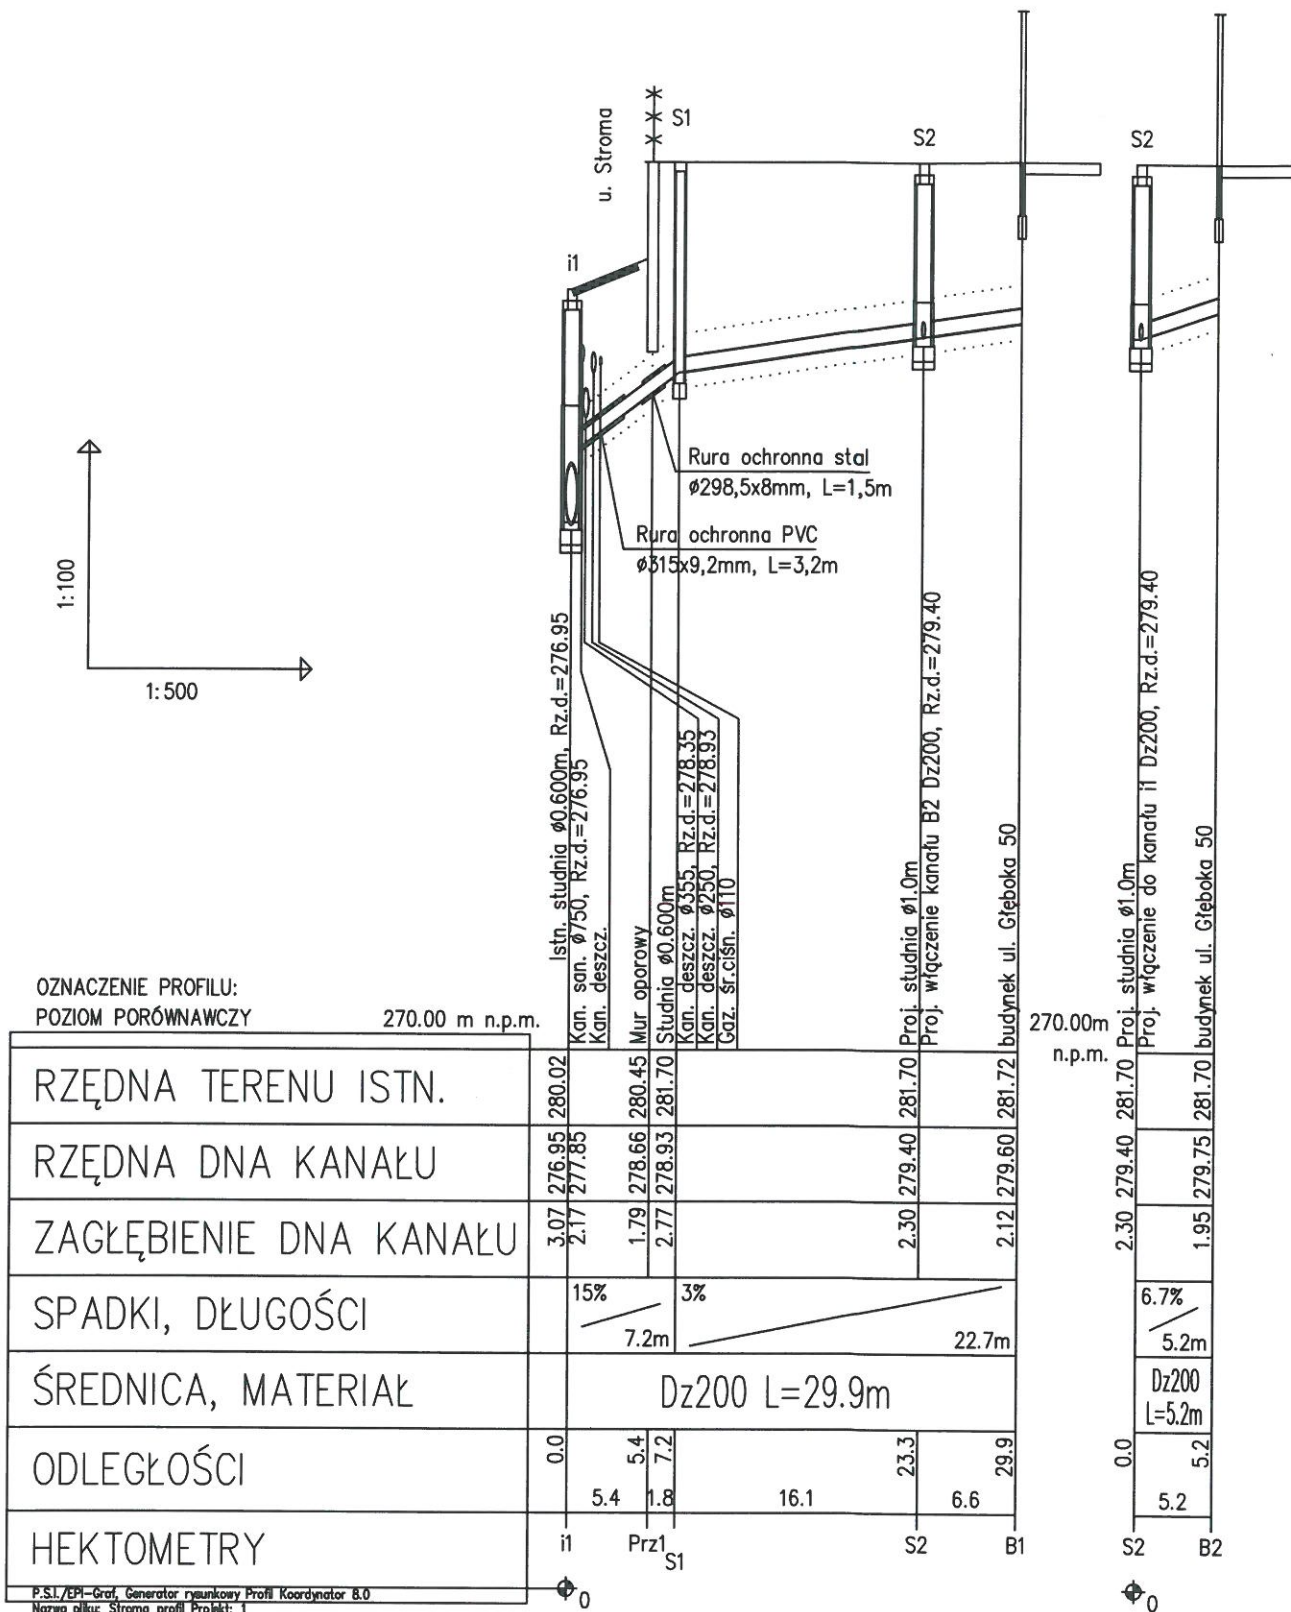 u. Stroma
S1
S2
S2
i1
Rura ochronna stal
ø298,5x8mm, L=1,5m
Rura ochronna PVC
ø315x9,2mm, L=3,2m
1:100
1:500
Istn. studnia ø0.600m, Rz.d.=276.95
Kan. san. ø750, Rz.d.=276.95
Kan. deszcz.
Mur oporowy
Studnia ø0.600m
Kan. deszcz. ø355, Rz.d.=278.35
Kan. deszcz. ø250, Rz.d.=278.93
Gaz. śr.ciśn. ø110
Proj. studnia ø1.0m
Proj. włączenie kanału B2 Dz200, Rz.d.=279.40
budynek ul. Głęboka 50
Proj. studnia ø1.0m
Proj. włączenie do kanału i1 Dz200, Rz.d.=279.40
budynek ul. Głęboka 50
OZNACZENIE PROFILU:
POZIOM PORÓWNAWCZY 270.00 m n.p.m.
270.00m
n.p.m.
RZĘDNA TERENU ISTN. 280.02 280.45 281.70 281.70 281.72 281.70 281.70
RZĘDNA DNA KANAŁU 276.95 277.85 278.66 278.93 279.40 279.60 279.40 279.75
ZAGŁĘBIENIE DNA KANAŁU 3.07 2.17 1.79 2.77 2.30 2.12 2.30 1.95
SPADKI, DŁUGOŚCI 15% 7.2m 3% 22.7m 6.7% 5.2m
ŚREDNICA, MATERIAŁ Dz200 L=29.9m Dz200
L=5.2m
ODLEGŁOŚCI 0.0 5.4 7.2 23.3 29.9 0.0 5.2
5.4 1.8 16.1 6.6 5.2
HEKTOMETRY i1 Prz1 S1 S2 B1 S2 B2
0 0
P.S.I./EPI-Graf, Generator rysunkowy Profil Koordynator 8.0
Nazwa pliku: Stroma profil Projekt: 1